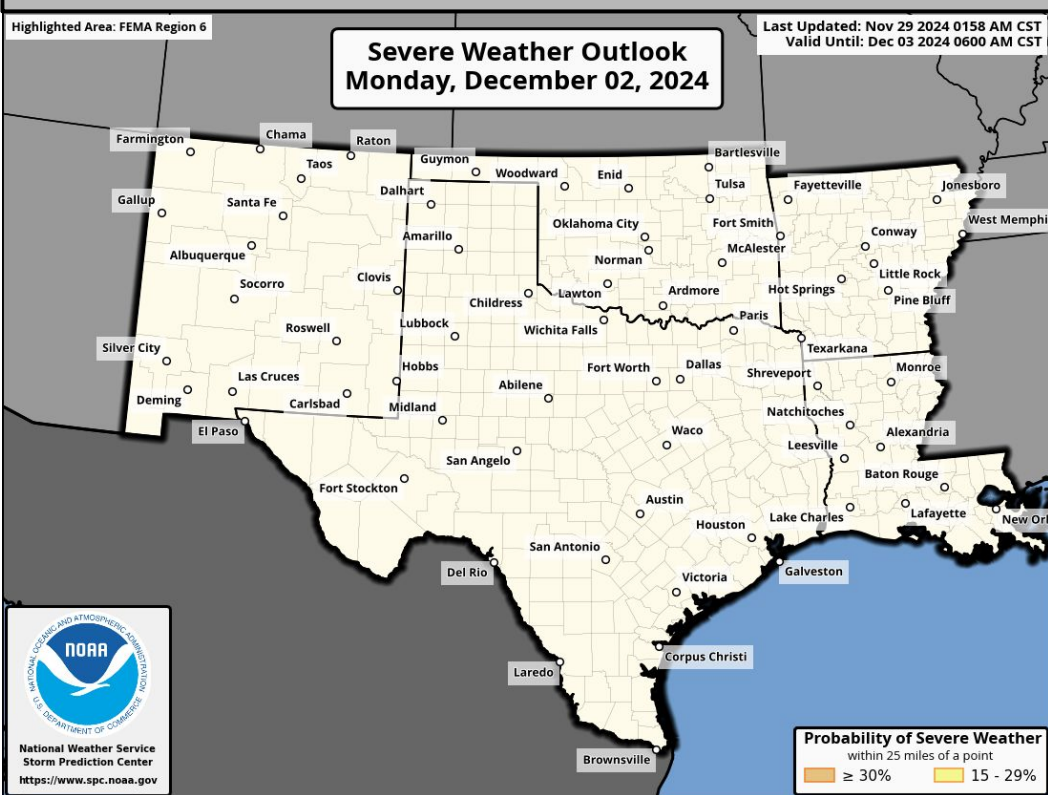 Highlighted Area: FEMA Region 6
Severe Weather Outlook
Monday, December 02, 2024
Last Updated: Nov 29 2024 0158 AM CST
Valid Until: Dec 03 2024 0600 AM CST
Farmington
Chama
Raton
Taos
Guymon
Woodward
Enid
Bartlesville
Tulsa
Fayetteville
Jonesboro
Gallup
Santa Fe
Dalhart
Oklahoma City
Fort Smith
West Memphi
Albuquerque
Amarillo
Norman
McAlester
Conway
Little Rock
Socorro
Clovis
Childress
Lawton
Ardmore
Hot Springs
Pine Bluff
Roswell
Lubbock
Wichita Falls
Paris
Texarkana
Silver City
Las Cruces
Hobbs
Abilene
Fort Worth
Dallas
Shreveport
Monroe
Deming
Carlsbad
Midland
Natchitoches
El Paso
San Angelo
Waco
Leesville
Alexandria
Fort Stockton
Baton Rouge
Austin
Houston
Lake Charles
Lafayette
New Orl
Del Rio
San Antonio
Galveston
Victoria
Laredo
Corpus Christi
Brownsville
NATIONAL OCEANIC AND ATMOSPHERIC ADMINISTRATION
NOAA
U.S. DEPARTMENT OF COMMERCE
National Weather Service
Storm Prediction Center
https://www.spc.noaa.gov
Probability of Severe Weather
within 25 miles of a point
≥ 30%
15 - 29%